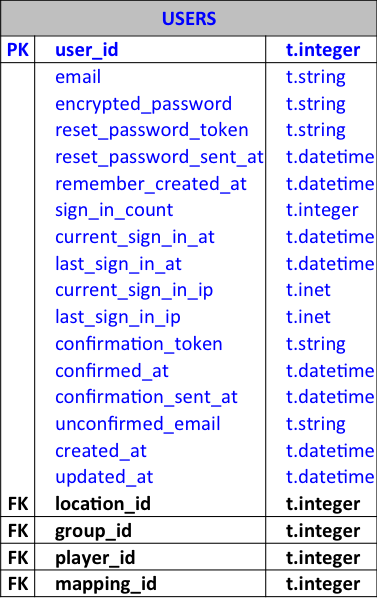 USERS
PK user_id t.integer
email t.string
encrypted_password t.string
reset_password_token t.string
reset_password_sent_at t.datetime
remember_created_at t.datetime
sign_in_count t.integer
current_sign_in_at t.datetime
last_sign_in_at t.datetime
current_sign_in_ip t.inet
last_sign_in_ip t.inet
confirmation_token t.string
confirmed_at t.datetime
confirmation_sent_at t.datetime
unconfirmed_email t.string
created_at t.datetime
updated_at t.datetime
FK location_id t.integer
FK group_id t.integer
FK player_id t.integer
FK mapping_id t.integer